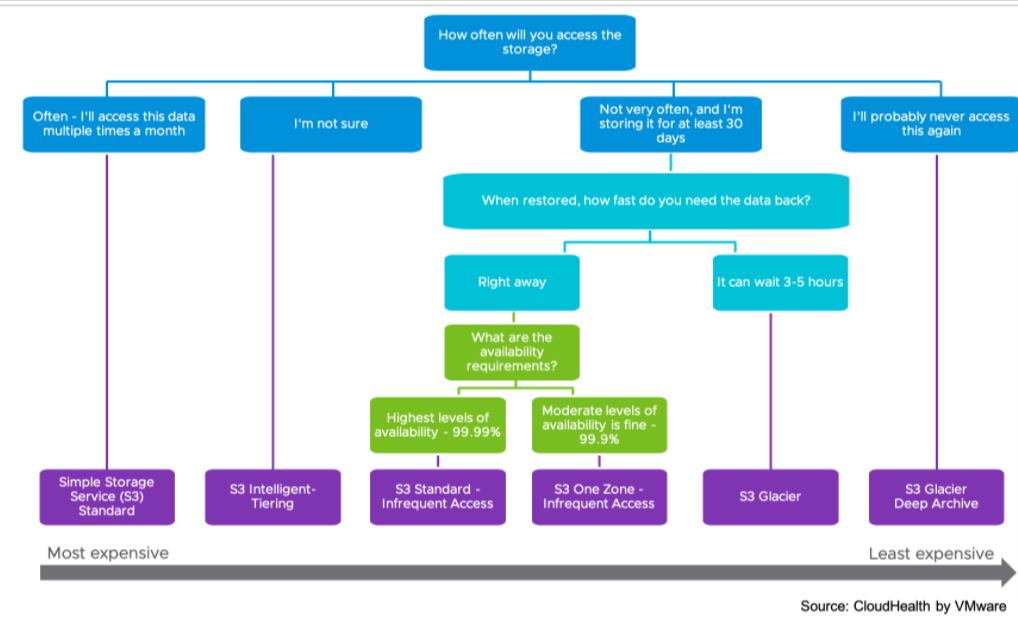 How often will you access the
storage?
Often - I'll access this data
multiple times a month
I'm not sure
Not very often, and I'm
storing it for at least 30
days
I'll probably never access
this again
When restored, how fast do you need the data back?
Right away
It can wait 3-5 hours
What are the
availability
requirements?
Highest levels of
availability - 99.99%
Moderate levels of
availability is fine -
99.9%
Simple Storage
Service (S3)
Standard
S3 Intelligent-
Tiering
S3 Standard -
Infrequent Access
S3 One Zone -
Infrequent Access
S3 Glacier
S3 Glacier
Deep Archive
Most expensive
Least expensive
Source: CloudHealth by VMware